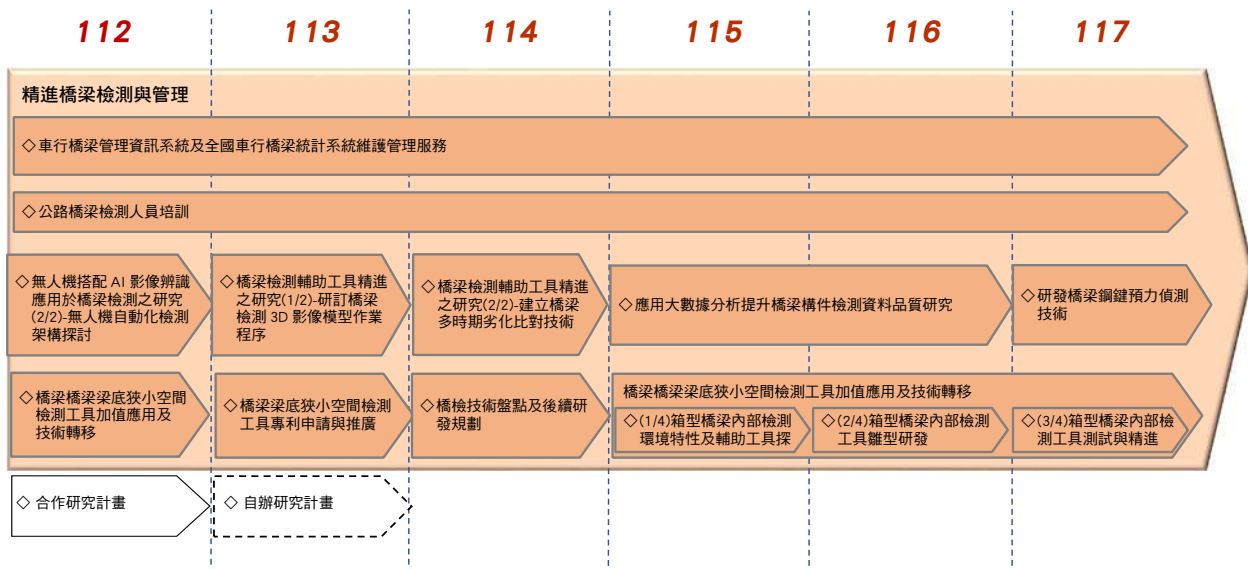 112 113 114 115 116 117
精進橋梁檢測與管理
◇車行橋梁管理資訊系統及全國車行橋梁統計系統維護管理服務
◇公路橋梁檢測人員培訓
◇無人機搭配 AI 影像辨識
應用於橋梁檢測之研究
(2/2)-無人機自動化檢測
架構探討
◇橋梁檢測輔助工具精進
之研究(1/2)-研訂橋梁
檢測 3D 影像模型作業
程序
◇橋梁檢測輔助工具精進
之研究(2/2)-建立橋梁
多時期劣化比對技術
◇應用大數據分析提升橋梁構件檢測資料品質研究
◇研發橋梁鋼鍵預力偵測
技術
◇橋梁橋梁梁底狹小空間
檢測工具加值應用及
技術轉移
◇橋梁梁底狹小空間檢測
工具專利申請與推廣
◇橋檢技術盤點及後續研
發規劃
橋梁橋梁梁底狹小空間檢測工具加值應用及技術轉移
◇(1/4)箱型橋梁內部檢測
環境特性及輔助工具探
◇(2/4)箱型橋梁內部檢測
工具雛型研發
◇(3/4)箱型橋梁內部檢
測工具測試與精進
◇ 合作研究計畫
◇ 自辦研究計畫